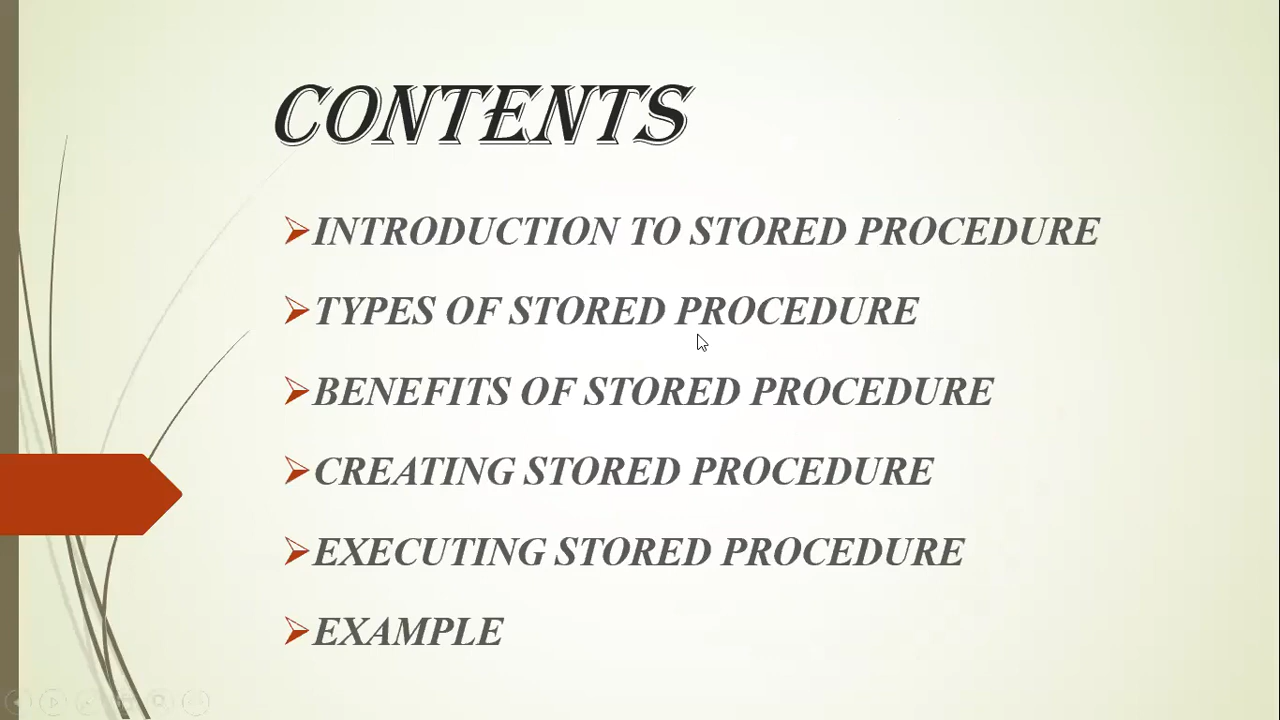 CONTENTS
INTRODUCTION TO STORED PROCEDURE
TYPES OF STORED PROCEDURE
BENEFITS OF STORED PROCEDURE
CREATING STORED PROCEDURE
EXECUTING STORED PROCEDURE
EXAMPLE